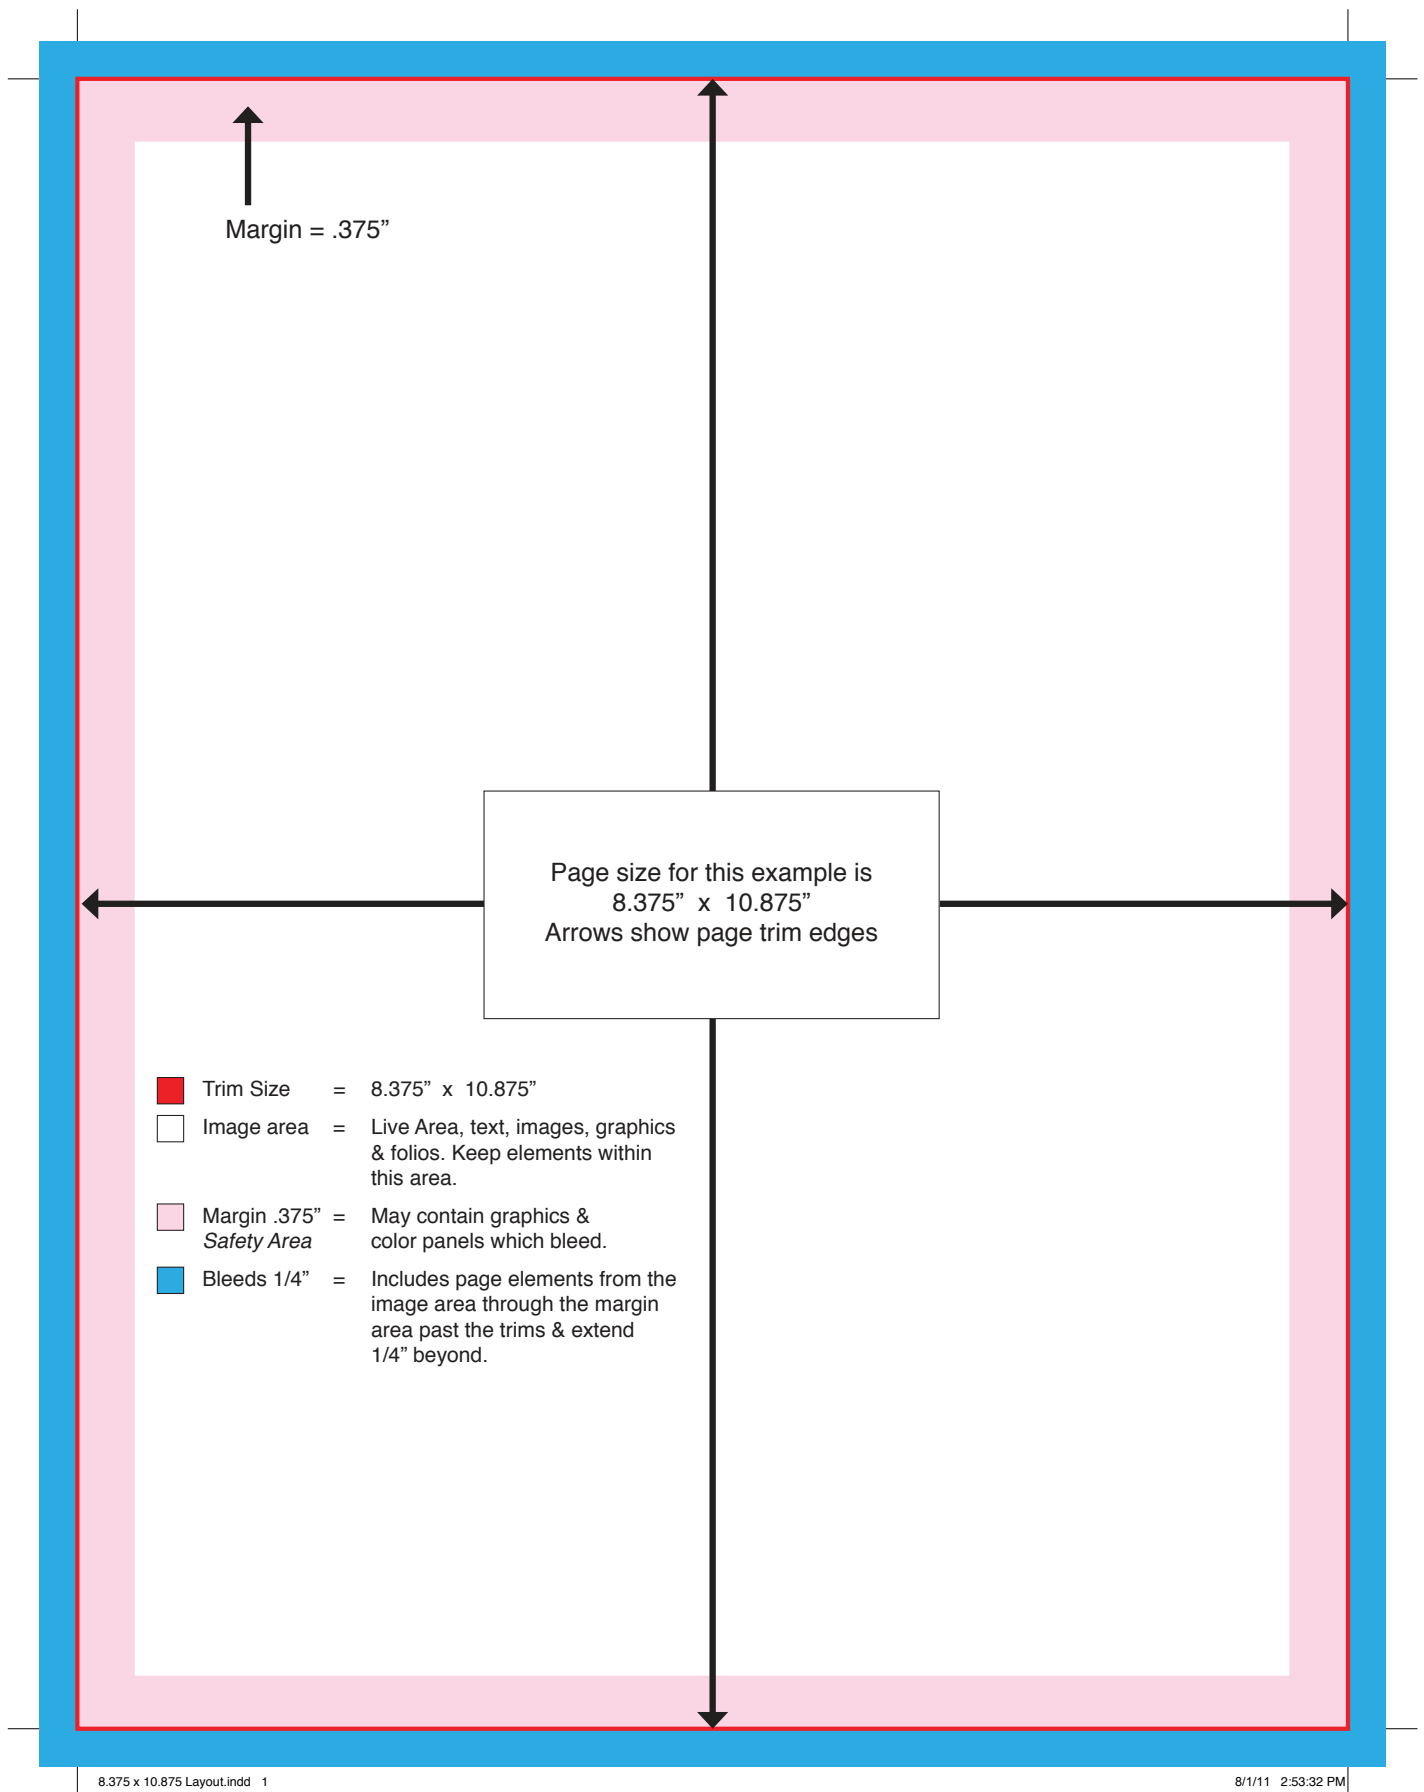 Margin = .375”
Page size for this example is
8.375” x 10.875”
Arrows show page trim edges
Trim Size = 8.375” x 10.875”
Image area = Live Area, text, images, graphics
& folios. Keep elements within
this area.
Margin .375” = May contain graphics &
Safety Area color panels which bleed.
Bleeds 1/4” = Includes page elements from the
image area through the margin
area past the trims & extend
1/4” beyond.
8.375 x 10.875 Layout.indd 1
8/1/11 2:53:32 PM